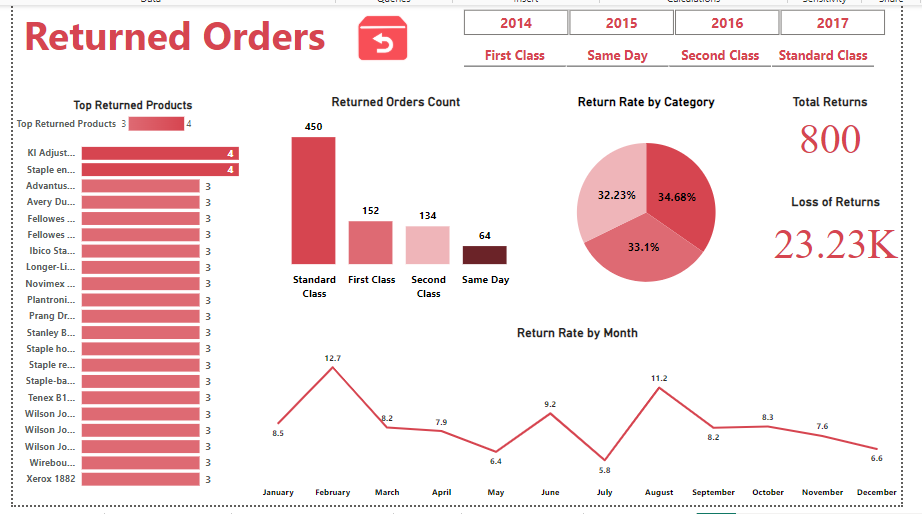 Data Queries Insert Calculations Sensitivity Share
Returned Orders
2014 2015 2016 2017
First Class Same Day Second Class Standard Class
Top Returned Products
Top Returned Products 3 4
KI Adjust... 4
Staple en... 4
Advantus... 3
Avery Du... 3
Fellowes ... 3
Fellowes ... 3
Ibico Sta... 3
Longer-Li... 3
Novimex ... 3
Plantroni... 3
Prang Dr... 3
Stanley B... 3
Staple ho... 3
Staple re... 3
Staple-ba... 3
Tenex B1... 3
Wilson Jo... 3
Wilson Jo... 3
Wilson Jo... 3
Wirebou... 3
Xerox 1882 3
Returned Orders Count
450
152
134
64
Standard Class
First Class
Second Class
Same Day
Return Rate by Category
32.23% 34.68%
33.1%
Total Returns
800
Loss of Returns
23.23K
Return Rate by Month
8.5 12.7 8.2 7.9 6.4 9.2 5.8 11.2 8.2 8.3 7.6 6.6
January February March April May June July August September October November December